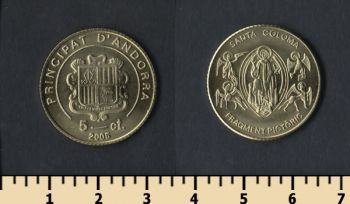 PRINCIPAT D'ANDORRA
5.— ct.
2005
SANTA COLOMA
FRAGMENT PICTÒRIC
1 2 3 4 5 6 7